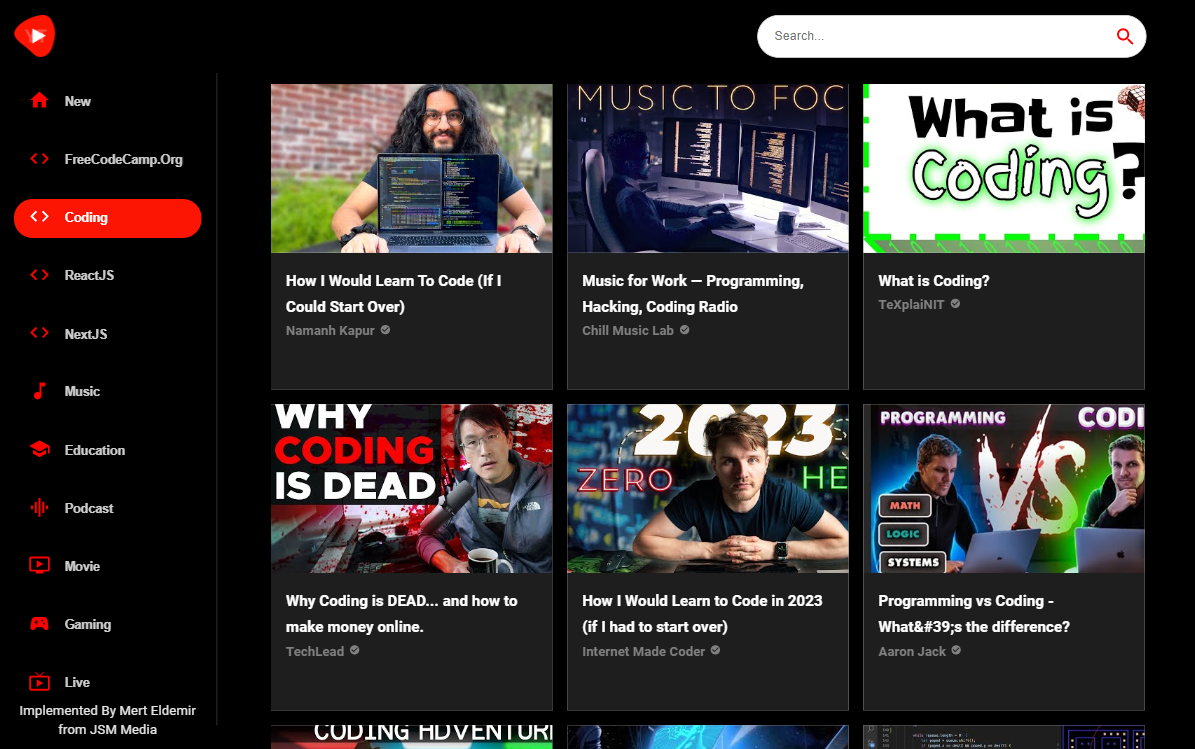 Search...
New
FreeCodeCamp.Org
Coding
ReactJS
NextJS
Music
Education
Podcast
Movie
Gaming
Live
Implemented By Mert Eldemir
from JSM Media
How I Would Learn To Code (If I
Could Start Over)
Namanh Kapur
MUSIC TO FOC
Music for Work — Programming,
Hacking, Coding Radio
Chill Music Lab
What is
Coding?
What is Coding?
TeXplaiNIT
WHY
CODING
IS DEAD
Why Coding is DEAD... and how to
make money online.
TechLead
2023
ZERO HE
How I Would Learn to Code in 2023
(if I had to start over)
Internet Made Coder
PROGRAMMING CODI
VS
MATH
LOGIC
SYSTEMS
Programming vs Coding -
What&#39;s the difference?
Aaron Jack
CODING ADVENTUR